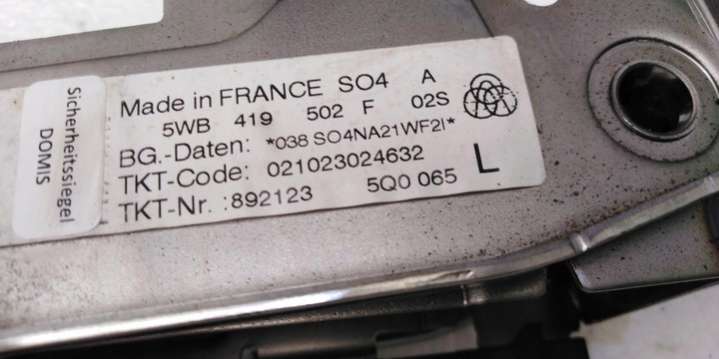 Sicherheitssiegel
DOMIS
Made in FRANCE SO4 A
5WB 419 502 F 02S
BG.-Daten: *038 SO4NA21WF2I*
TKT-Code: 021023024632
TKT-Nr. :892123 5Q0 065 L